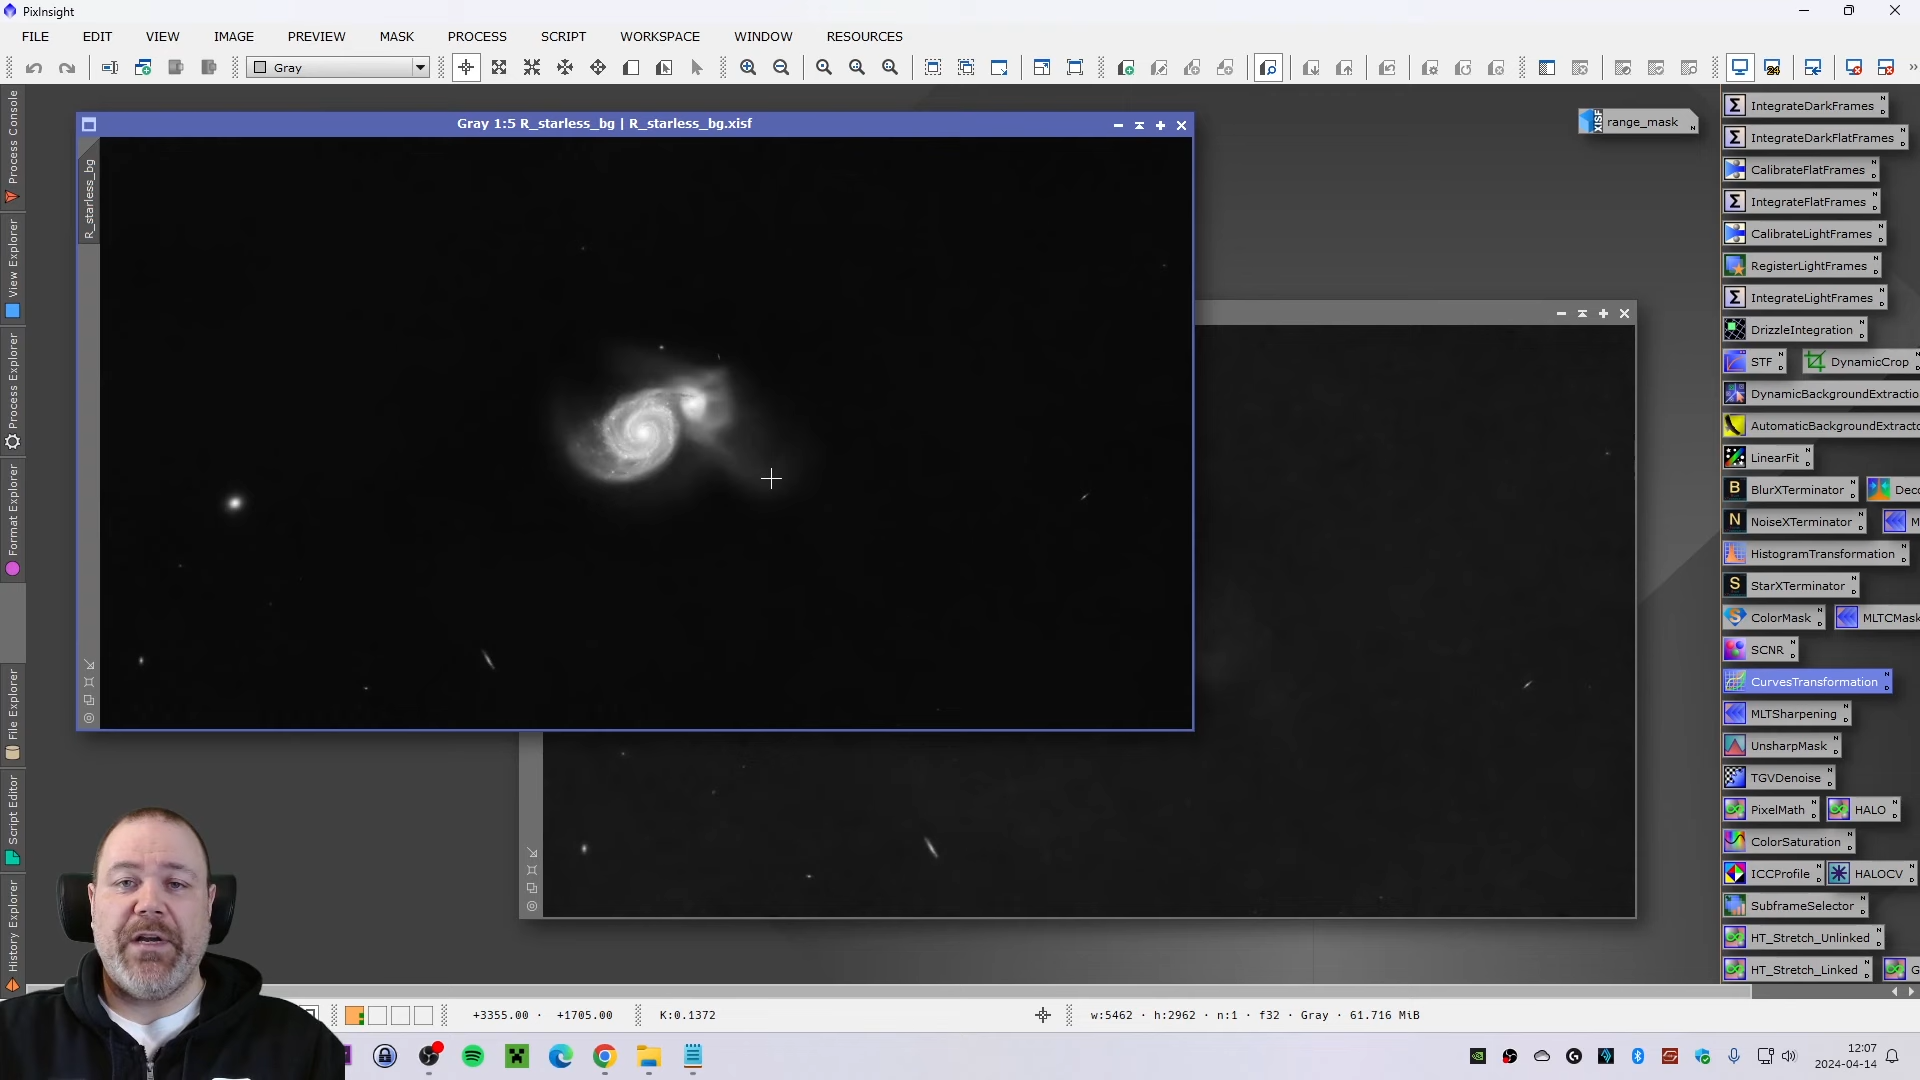 PixInsight
FILE EDIT VIEW IMAGE PREVIEW MASK PROCESS SCRIPT WORKSPACE WINDOW RESOURCES
Gray
24
Process Console
View Explorer
Process Explorer
Format Explorer
File Explorer
Script Editor
History Explorer
Gray 1:5 R_starless_bg | R_starless_bg.xisf
R_starless_bg
XISF range_mask
IntegrateDarkFrames
IntegrateDarkFlatFrames
CalibrateFlatFrames
IntegrateFlatFrames
CalibrateLightFrames
RegisterLightFrames
IntegrateLightFrames
DrizzleIntegration
STF DynamicCrop
DynamicBackgroundExtractio
AutomaticBackgroundExtracto
LinearFit
B BlurXTerminator Deco
N NoiseXTerminator M
HistogramTransformation
S StarXTerminator
ColorMask MLTCMask
SCNR
CurvesTransformation
MLTSharpening
UnsharpMask
TGVDenoise
PixelMath HALO
ColorSaturation
ICCProfile HALOCV
SubframeSelector
HT_Stretch_Unlinked
HT_Stretch_Linked G
+3355.00 · +1705.00
K:0.1372
w:5462 · h:2962 · n:1 · f32 · Gray · 61.716 MiB
12:07
2024-04-14